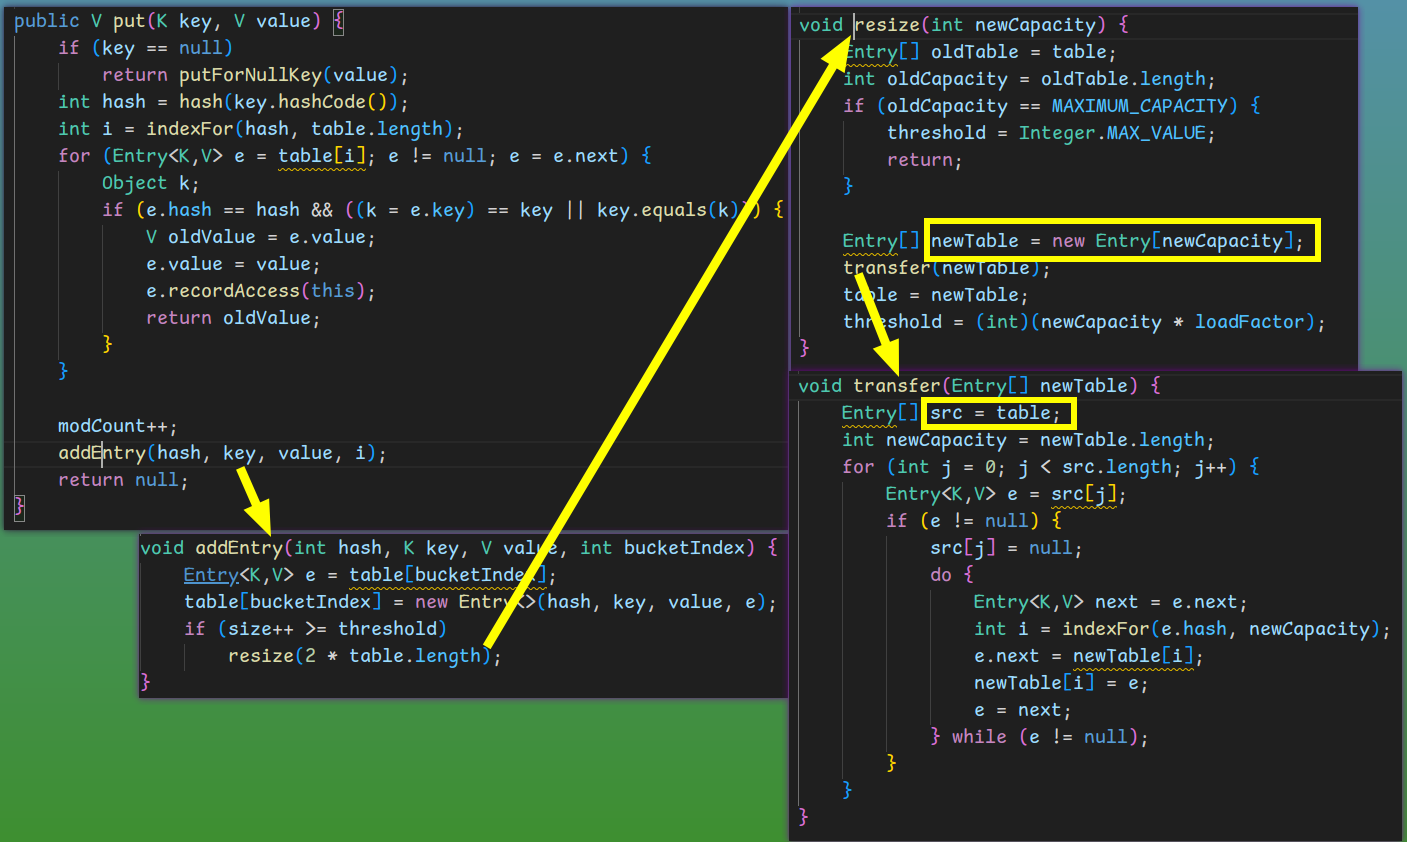 public V put(K key, V value) {
if (key == null)
return putForNullKey(value);
int hash = hash(key.hashCode());
int i = indexFor(hash, table.length);
for (Entry<K,V> e = table[i]; e != null; e = e.next) {
Object k;
if (e.hash == hash && ((k = e.key) == key || key.equals(k))) {
V oldValue = e.value;
e.value = value;
e.recordAccess(this);
return oldValue;
}
}
modCount++;
addEntry(hash, key, value, i);
return null;
}
void addEntry(int hash, K key, V value, int bucketIndex) {
Entry<K,V> e = table[bucketIndex];
table[bucketIndex] = new Entry<>(hash, key, value, e);
if (size++ >= threshold)
resize(2 * table.length);
}
void resize(int newCapacity) {
Entry[] oldTable = table;
int oldCapacity = oldTable.length;
if (oldCapacity == MAXIMUM_CAPACITY) {
threshold = Integer.MAX_VALUE;
return;
}
Entry[] newTable = new Entry[newCapacity];
transfer(newTable);
table = newTable;
threshold = (int)(newCapacity * loadFactor);
}
void transfer(Entry[] newTable) {
Entry[] src = table;
int newCapacity = newTable.length;
for (int j = 0; j < src.length; j++) {
Entry<K,V> e = src[j];
if (e != null) {
src[j] = null;
do {
Entry<K,V> next = e.next;
int i = indexFor(e.hash, newCapacity);
e.next = newTable[i];
newTable[i] = e;
e = next;
} while (e != null);
}
}
}